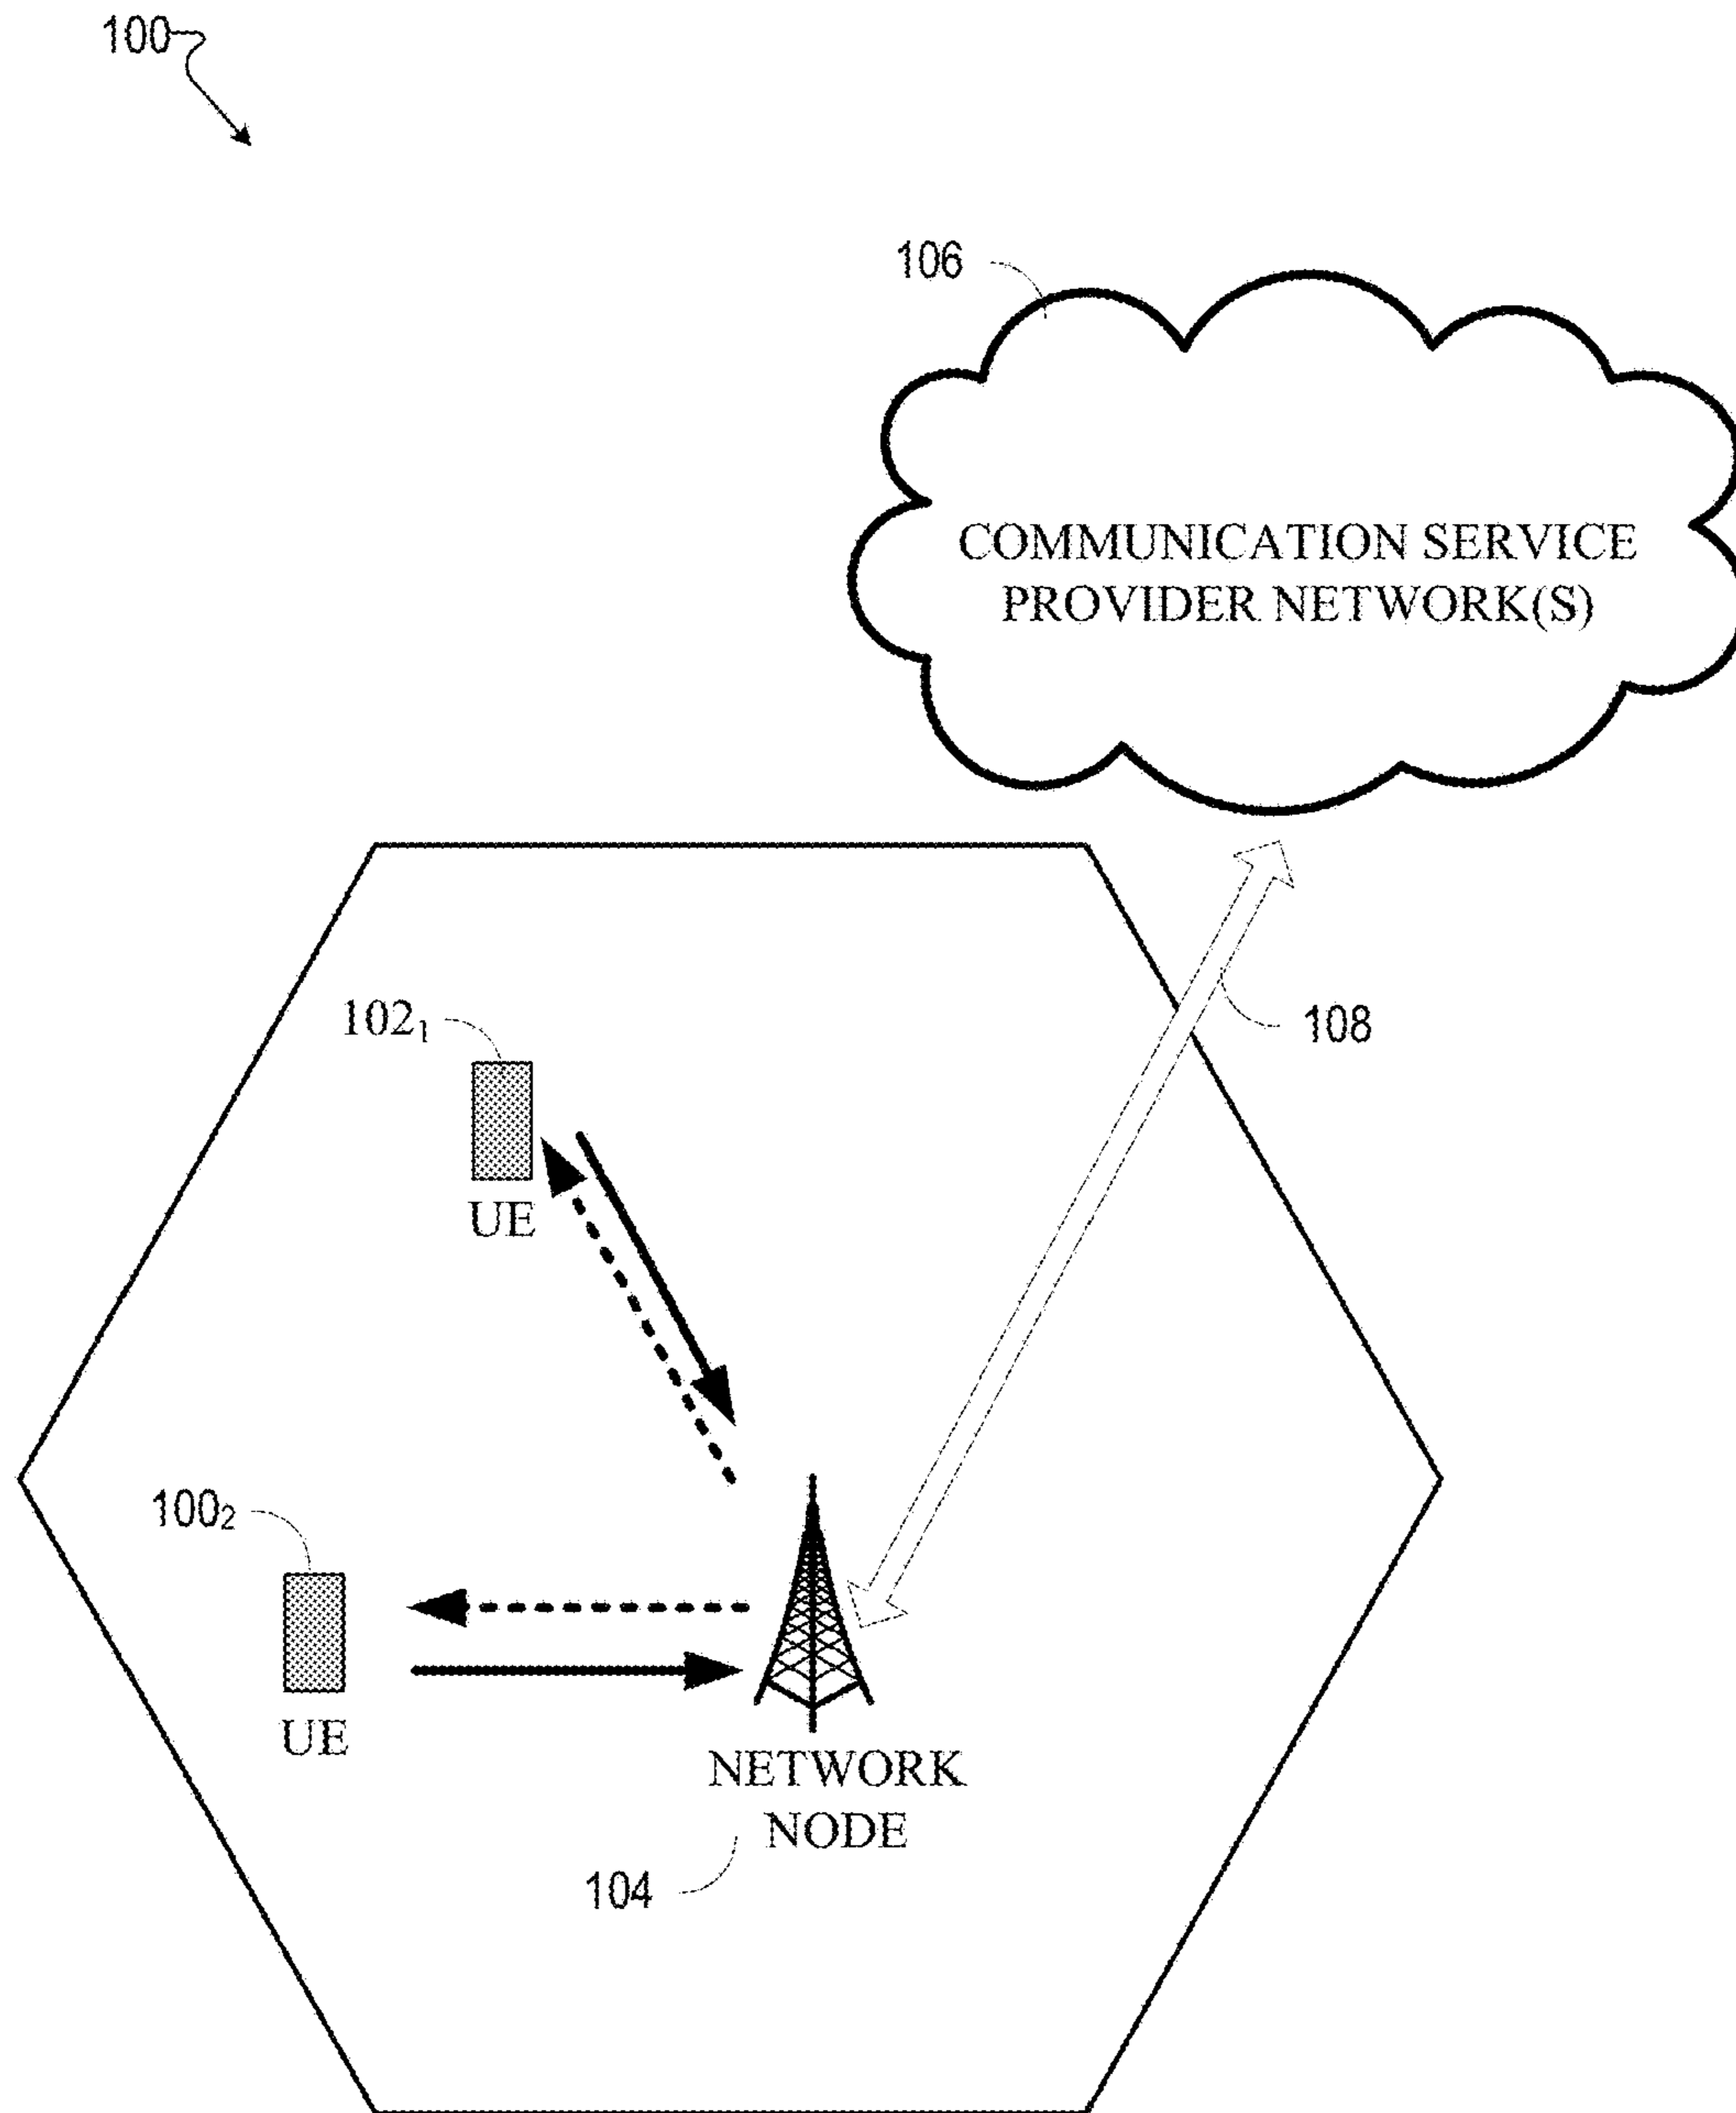 100
106
COMMUNICATION SERVICE
PROVIDER NETWORK(S)
102₁
108
UE
100₂
UE
NETWORK
NODE
104